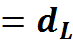 = d_L